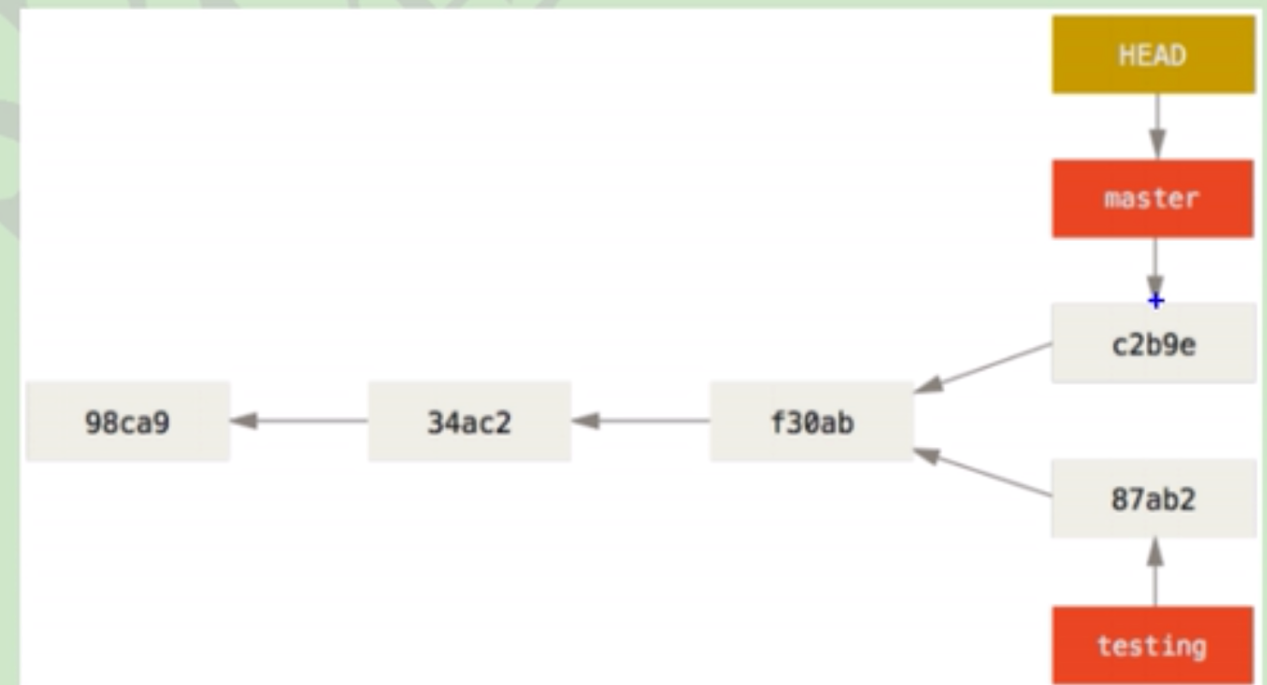 HEAD
master
c2b9e
98ca9
34ac2
f30ab
87ab2
testing